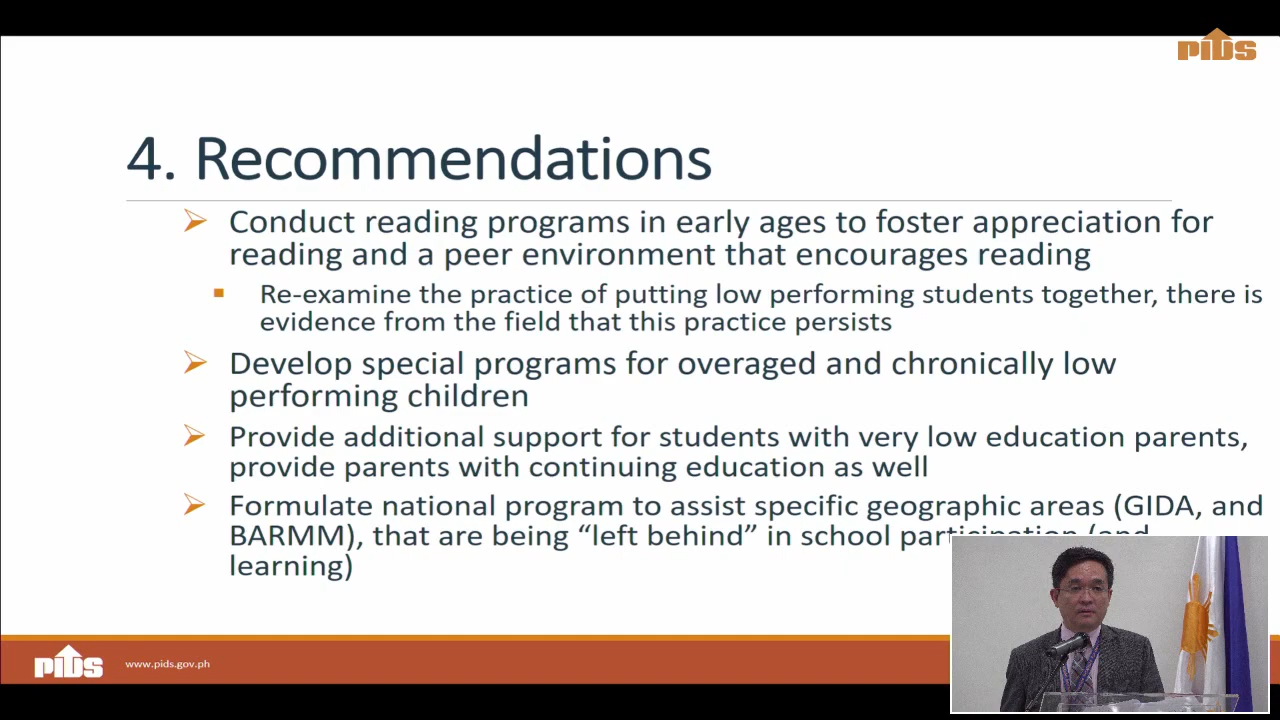 PIDS
4. Recommendations
Conduct reading programs in early ages to foster appreciation for
reading and a peer environment that encourages reading
Re-examine the practice of putting low performing students together, there is
evidence from the field that this practice persists
Develop special programs for overaged and chronically low
performing children
Provide additional support for students with very low education parents,
provide parents with continuing education as well
Formulate national program to assist specific geographic areas (GIDA, and
BARMM), that are being “left behind” in school participation (and
learning)
PIDS
www.pids.gov.ph